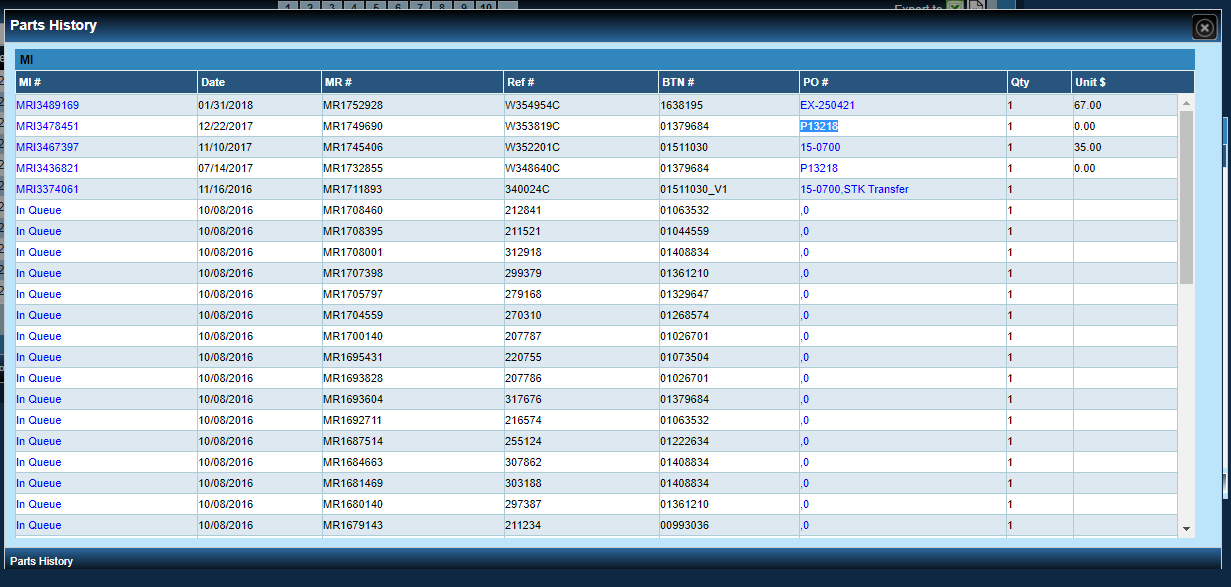 1 2 3 4 5 6 7 8 9 10
Export to
Parts History
MI
MI # Date MR # Ref # BTN # PO # Qty Unit $
MRI3489169 01/31/2018 MR1752928 W354954C 1638195 EX-250421 1 67.00
MRI3478451 12/22/2017 MR1749690 W353819C 01379684 P13218 1 0.00
MRI3467397 11/10/2017 MR1745406 W352201C 01511030 15-0700 1 35.00
MRI3436821 07/14/2017 MR1732855 W348640C 01379684 P13218 1 0.00
MRI3374061 11/16/2016 MR1711893 340024C 01511030_V1 15-0700,STK Transfer 1
In Queue 10/08/2016 MR1708460 212841 01063532 ,0 1
In Queue 10/08/2016 MR1708395 211521 01044559 ,0 1
In Queue 10/08/2016 MR1708001 312918 01408834 ,0 1
In Queue 10/08/2016 MR1707398 299379 01361210 ,0 1
In Queue 10/08/2016 MR1705797 279168 01329647 ,0 1
In Queue 10/08/2016 MR1704559 270310 01268574 ,0 1
In Queue 10/08/2016 MR1700140 207787 01026701 ,0 1
In Queue 10/08/2016 MR1695431 220755 01073504 ,0 1
In Queue 10/08/2016 MR1693828 207786 01026701 ,0 1
In Queue 10/08/2016 MR1693604 317676 01379684 ,0 1
In Queue 10/08/2016 MR1692711 216574 01063532 ,0 1
In Queue 10/08/2016 MR1687514 255124 01222634 ,0 1
In Queue 10/08/2016 MR1684663 307862 01408834 ,0 1
In Queue 10/08/2016 MR1681469 303188 01408834 ,0 1
In Queue 10/08/2016 MR1680140 297387 01361210 ,0 1
In Queue 10/08/2016 MR1679143 211234 00993036 ,0 1
Parts History